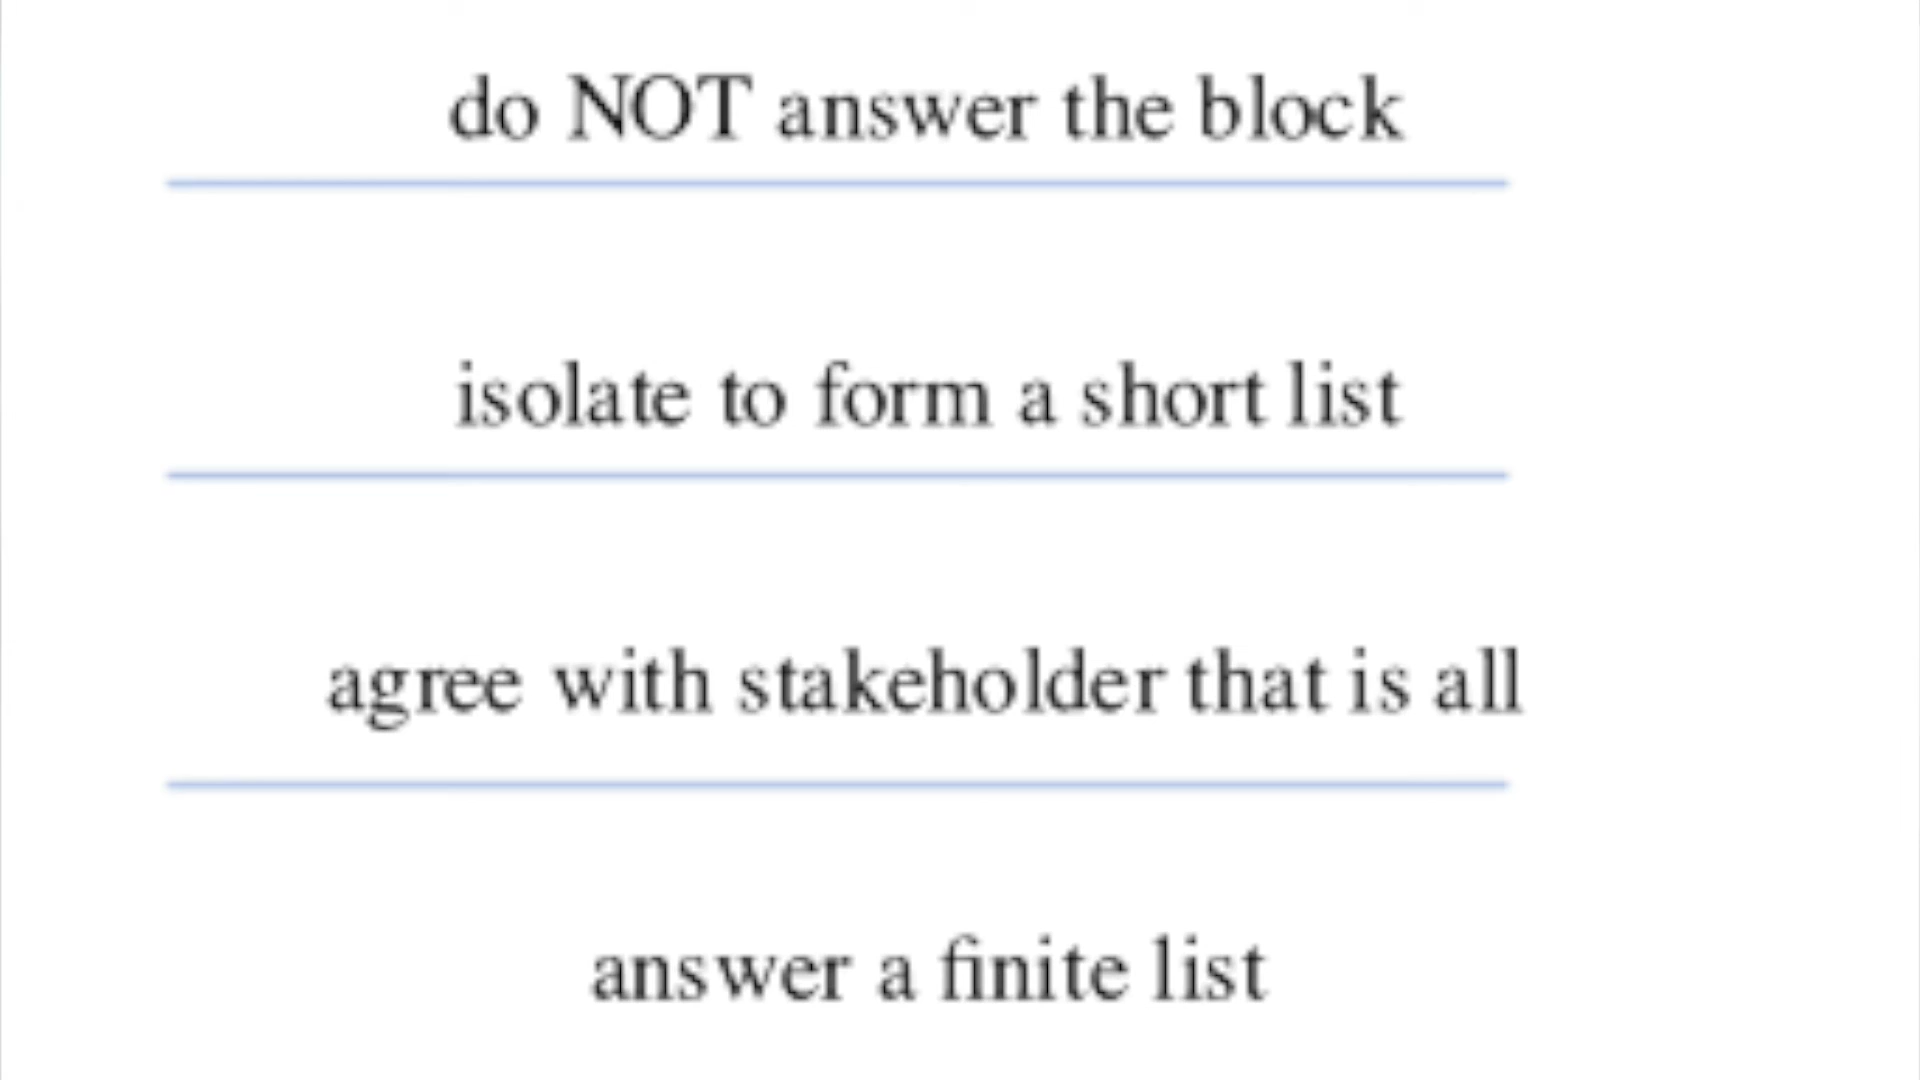 do NOT answer the block
isolate to form a short list
agree with stakeholder that is all
answer a finite list